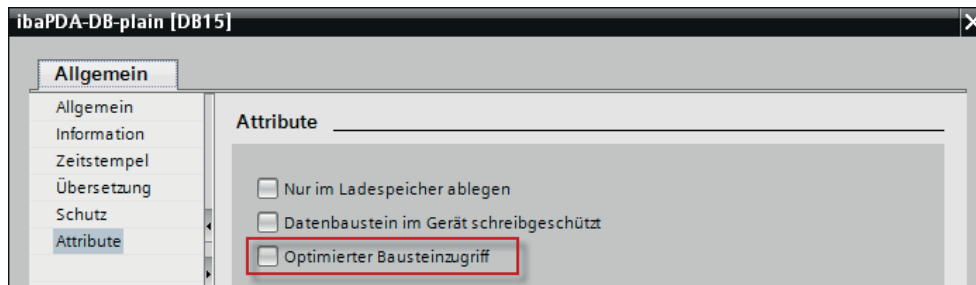 ibaPDA-DB-plain [DB15]
Allgemein
Allgemein
Information
Zeitstempel
Übersetzung
Schutz
Attribute
Attribute
Nur im Ladespeicher ablegen
Datenbaustein im Gerät schreibgeschützt
Optimierter Bausteinzugriff